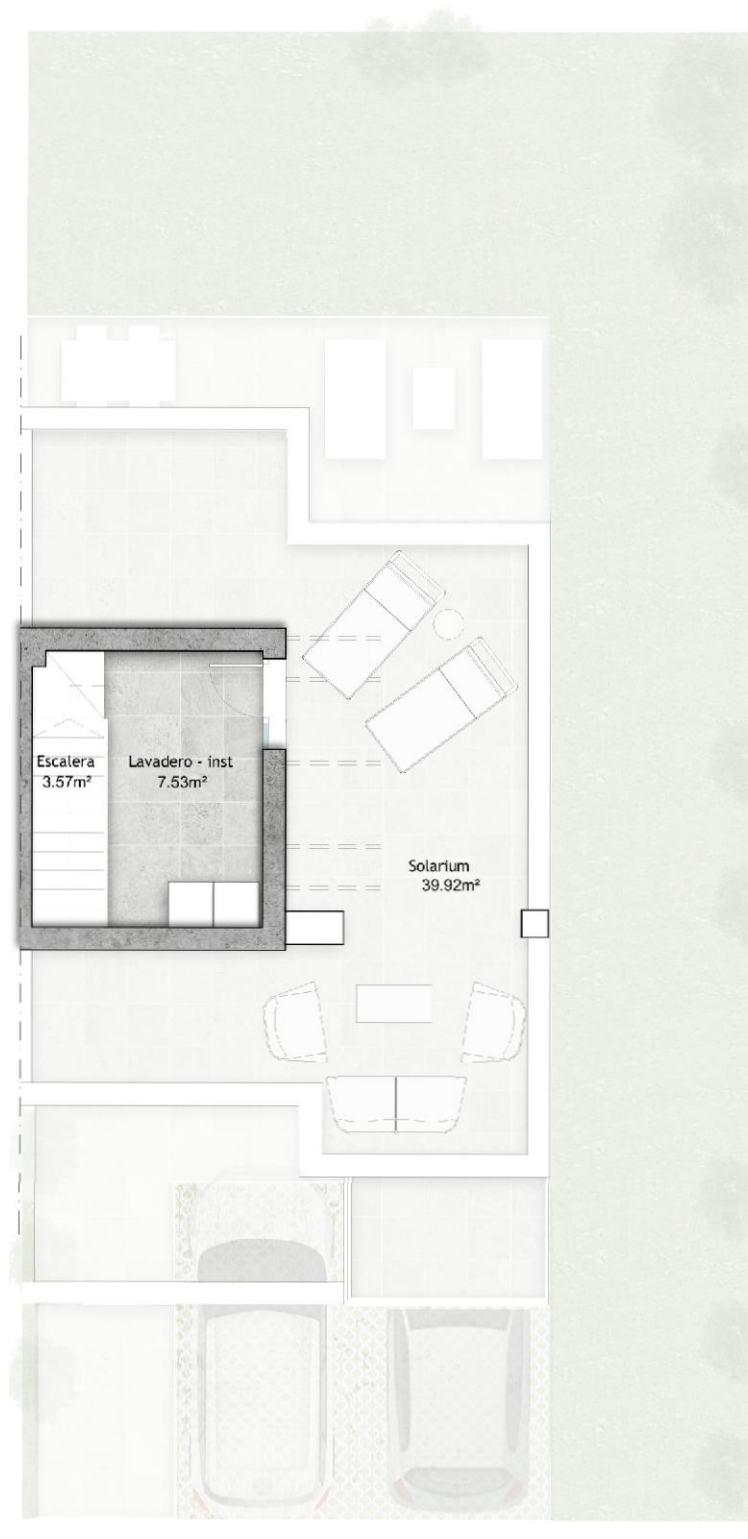 Escalera
3.57m²
Lavadero - inst
7.53m²
Solarium
39.92m²